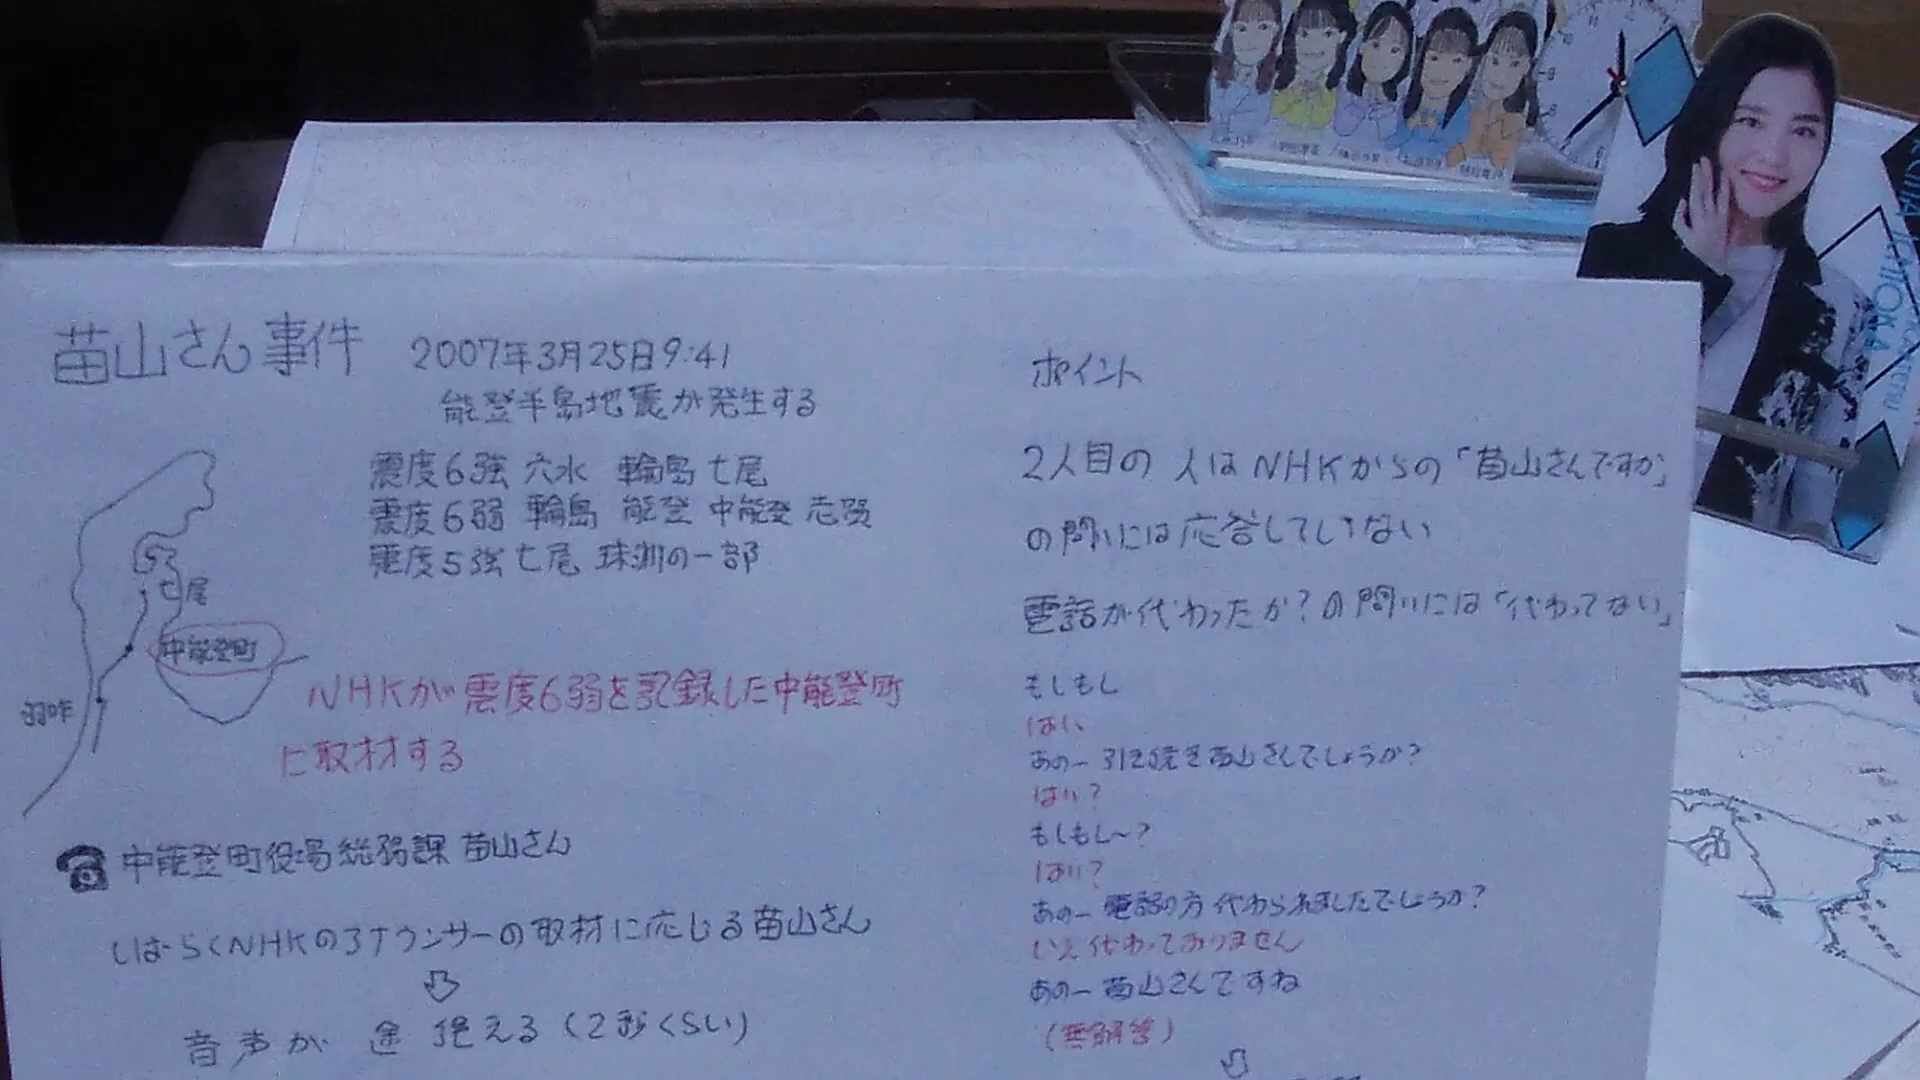 苗山さん事件
2007年3月25日9:41
能登半島地震が発生する
震度6強 穴水 輪島 七尾
震度6弱 輪島 能登 中能登 志賀
震度5強 七尾 珠洲の一部
七尾
中能登町
羽咋
NHKが震度6弱を記録した中能登町
に取材する
☎中能登町役場総務課 苗山さん
しばらくNHKのアナウンサーの取材に応じる苗山さん
音声が 途 絶える (2秒くらい)
ポイント
2人目の 人はNHKからの「苗山さんですか」
の問いには応答していない
電話が代わったか?の問いには「代わってない」
もしもし
はい
あのー引き続き苗山さんでしょうか?
はい?
もしもし~?
はい?
あのー電話の方代わられましたでしょうか?
いえ代わっておりません
あのー苗山さんですね
(無解答)